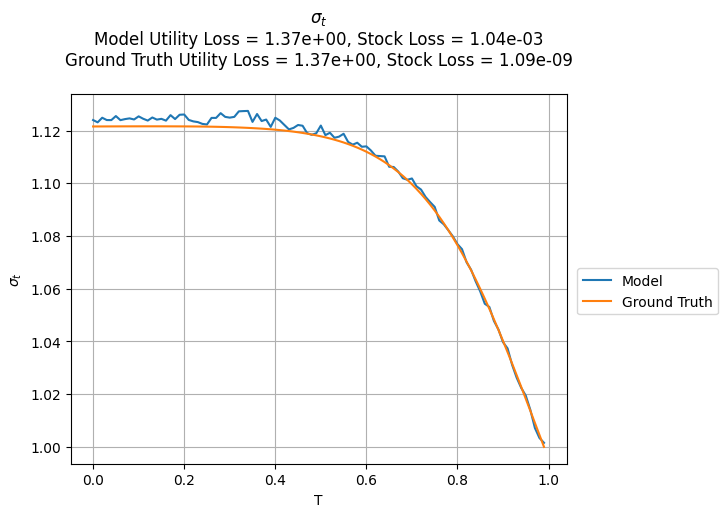 σₜ
Model Utility Loss = 1.37e+00, Stock Loss = 1.04e-03
Ground Truth Utility Loss = 1.37e+00, Stock Loss = 1.09e-09
1.12
1.10
1.08
1.06
1.04
1.02
1.00
σₜ
0.0 0.2 0.4 0.6 0.8 1.0
T
Model
Ground Truth